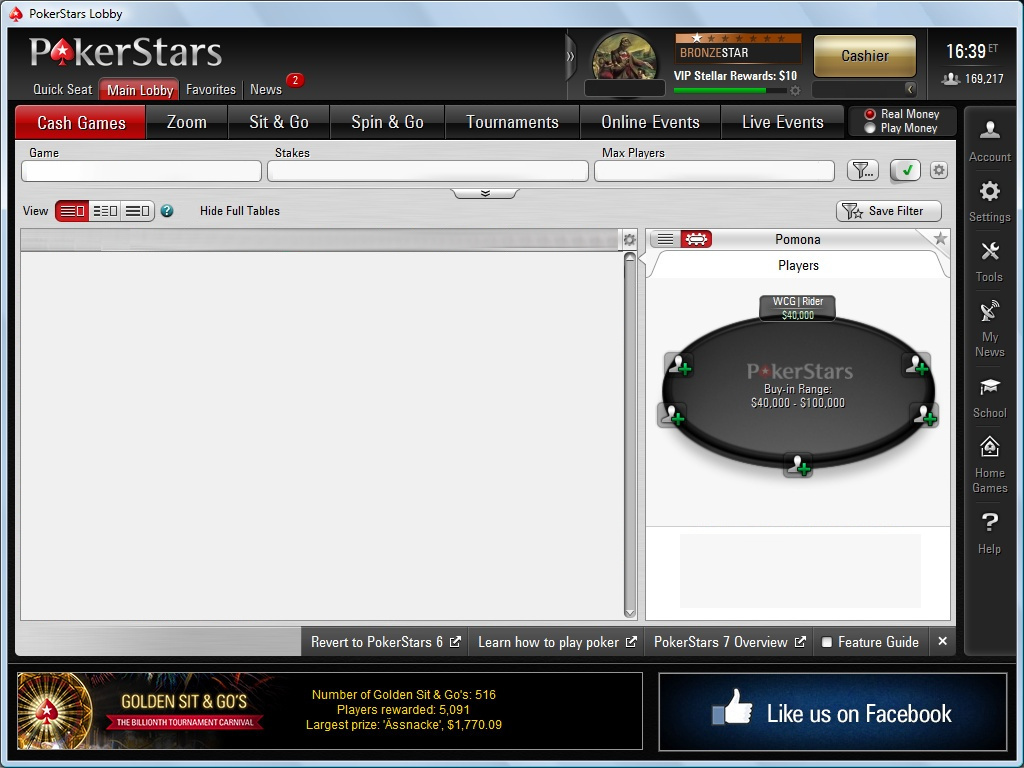 PokerStars Lobby
PokerStars
Quick Seat
Main Lobby
Favorites
News
2
BRONZESTAR
VIP Stellar Rewards: $10
Cashier
16:39 ET
169,217
Cash Games
Zoom
Sit & Go
Spin & Go
Tournaments
Online Events
Live Events
Real Money
Play Money
Game
Stakes
Max Players
View
?
Hide Full Tables
Save Filter
Pomona
Players
WCG|Rider
$40,000
PokerStars
Buy-in Range:
$40,000 - $100,000
Account
Settings
Tools
My
News
School
Home
Games
?
Help
Revert to PokerStars 6
Learn how to play poker
PokerStars 7 Overview
Feature Guide
GOLDEN SIT & GO'S
THE BILLIONTH TOURNAMENT CARNIVAL
Number of Golden Sit & Go's: 516
Players rewarded: 5,091
Largest prize: 'Ässnacke', $1,770.09
Like us on Facebook